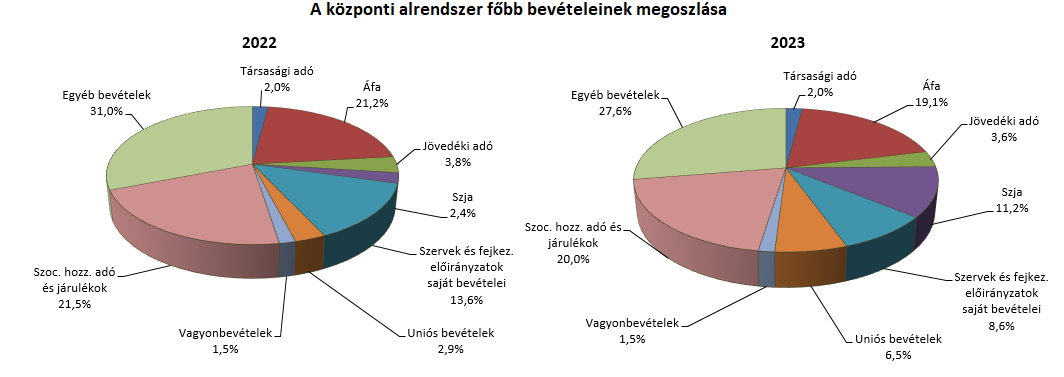 A központi alrendszer főbb bevételeinek megoszlása
2022
Társasági adó
2,0%
Áfa
21,2%
Jövedéki adó
3,8%
Szja
2,4%
Szervek és fejkez.
előirányzatok
saját bevételei
13,6%
Uniós bevételek
2,9%
Vagyonbevételek
1,5%
Szoc. hozz. adó
és járulékok
21,5%
Egyéb bevételek
31,0%
2023
Társasági adó
2,0%
Áfa
19,1%
Jövedéki adó
3,6%
Szja
11,2%
Szervek és fejkez.
előirányzatok
saját bevételei
8,6%
Uniós bevételek
6,5%
Vagyonbevételek
1,5%
Szoc. hozz. adó és
járulékok
20,0%
Egyéb bevételek
27,6%